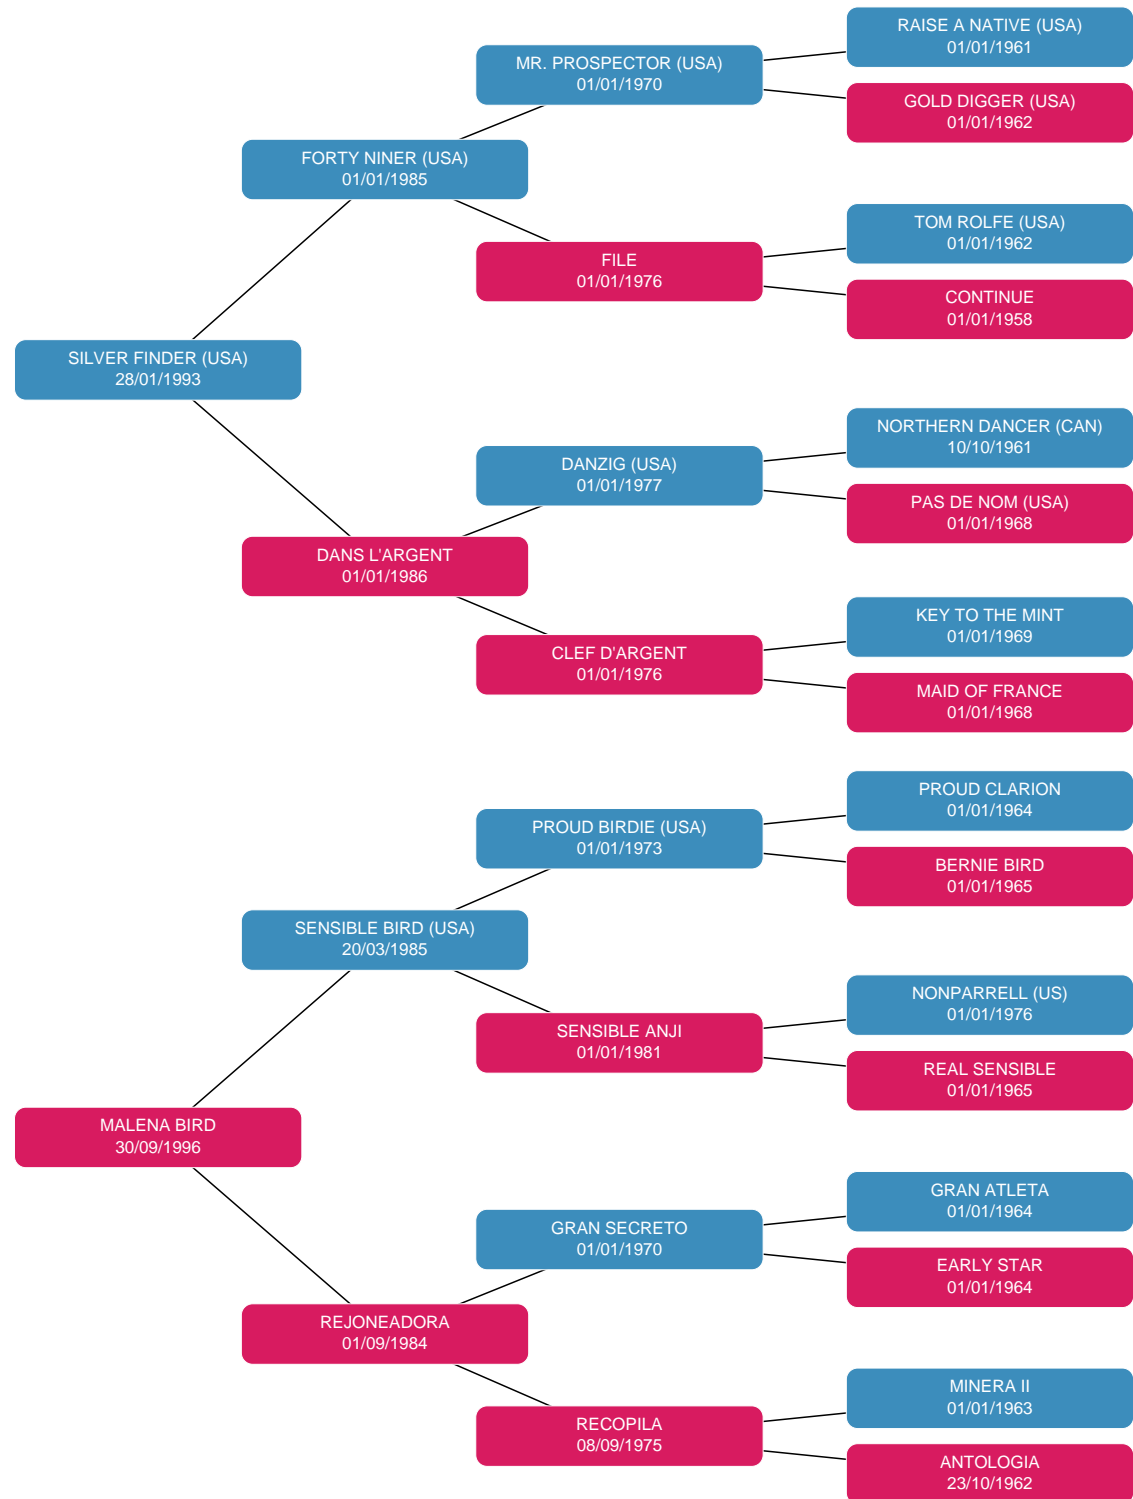 RAISE A NATIVE (USA)
01/01/1961
MR. PROSPECTOR (USA)
01/01/1970
GOLD DIGGER (USA)
01/01/1962
FORTY NINER (USA)
01/01/1985
TOM ROLFE (USA)
01/01/1962
FILE
01/01/1976
CONTINUE
01/01/1958
SILVER FINDER (USA)
28/01/1993
NORTHERN DANCER (CAN)
10/10/1961
DANZIG (USA)
01/01/1977
PAS DE NOM (USA)
01/01/1968
DANS L'ARGENT
01/01/1986
KEY TO THE MINT
01/01/1969
CLEF D'ARGENT
01/01/1976
MAID OF FRANCE
01/01/1968
PROUD CLARION
01/01/1964
PROUD BIRDIE (USA)
01/01/1973
BERNIE BIRD
01/01/1965
SENSIBLE BIRD (USA)
20/03/1985
NONPARRELL (US)
01/01/1976
SENSIBLE ANJI
01/01/1981
REAL SENSIBLE
01/01/1965
MALENA BIRD
30/09/1996
GRAN ATLETA
01/01/1964
GRAN SECRETO
01/01/1970
EARLY STAR
01/01/1964
REJONEADORA
01/09/1984
MINERA II
01/01/1963
RECOPILA
08/09/1975
ANTOLOGIA
23/10/1962